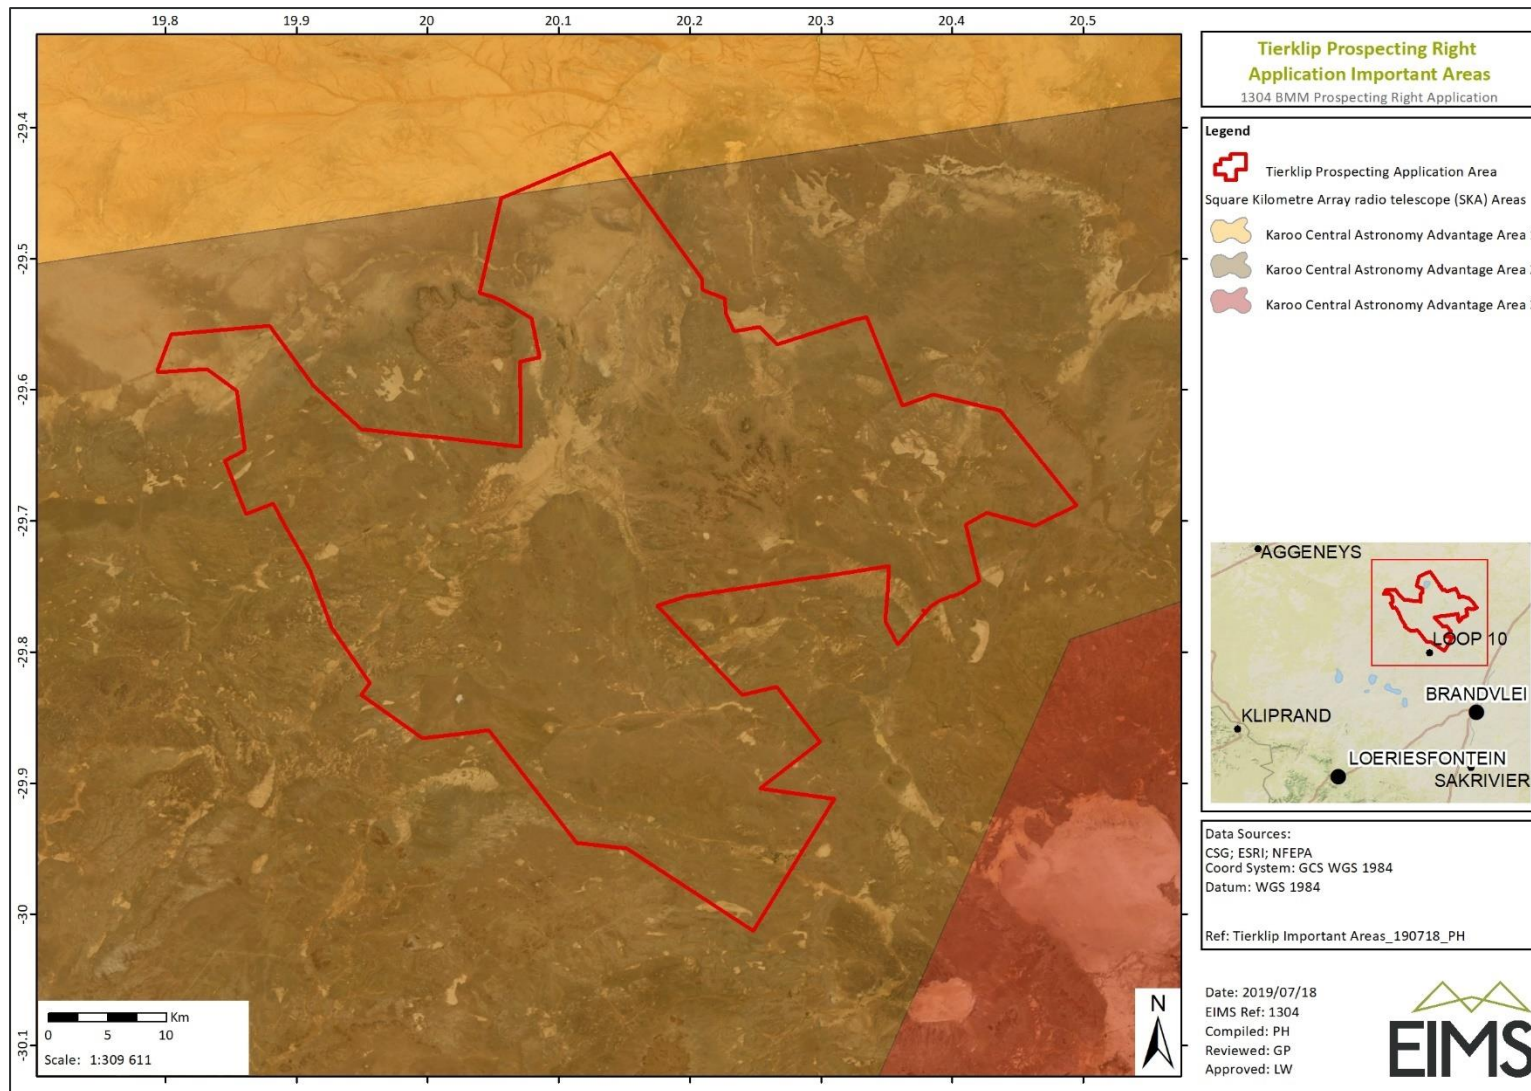 19.8 19.9 20 20.1 20.2 20.3 20.4 20.5
-29.4
-29.5
-29.6
-29.7
-29.8
-29.9
-30
-30.1
Km
0 5 10
Scale: 1:309 611
N
Tierklip Prospecting Right
Application Important Areas
1304 BMM Prospecting Right Application
Legend
Tierklip Prospecting Application Area
Square Kilometre Array radio telescope (SKA) Areas
Karoo Central Astronomy Advantage Area
Karoo Central Astronomy Advantage Area
Karoo Central Astronomy Advantage Area
AGGENEYS
LOOP 10
BRANDVLEI
KLIPRAND
LOERIESFONTEIN
SAKRIVIER
Data Sources:
CSG; ESRI; NFEPA
Coord System: GCS WGS 1984
Datum: WGS 1984
Ref: Tierklip Important Areas_190718_PH
Date: 2019/07/18
EIMS Ref: 1304
Compiled: PH
Reviewed: GP
Approved: LW
EIMS